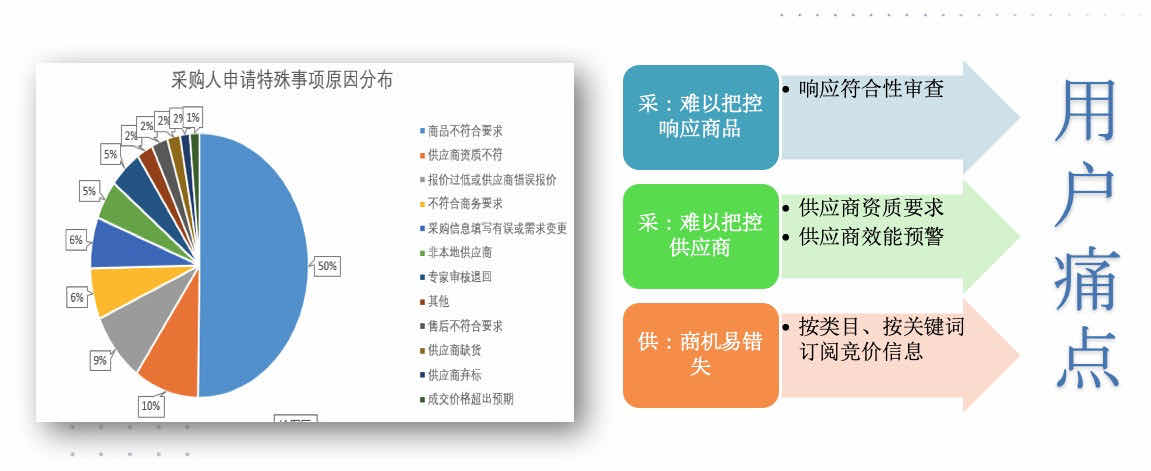 采购人申请特殊事项原因分布
1%
2%
2%
2%
2%
5%
5%
6%
6%
9%
10%
50%
商品不符合要求
供应商资质不符
报价过低或供应商错误报价
不符合商务要求
采购信息填写有误或需求变更
非本地供应商
专家审核退回
其他
售后不符合要求
供应商缺货
供应商弃标
成交价格超出预期
采：难以把控
响应商品
• 响应符合性审查
采：难以把控
供应商
• 供应商资质要求
• 供应商效能预警
供：商机易错
失
• 按类目、按关键词
订阅竞价信息
用户痛点